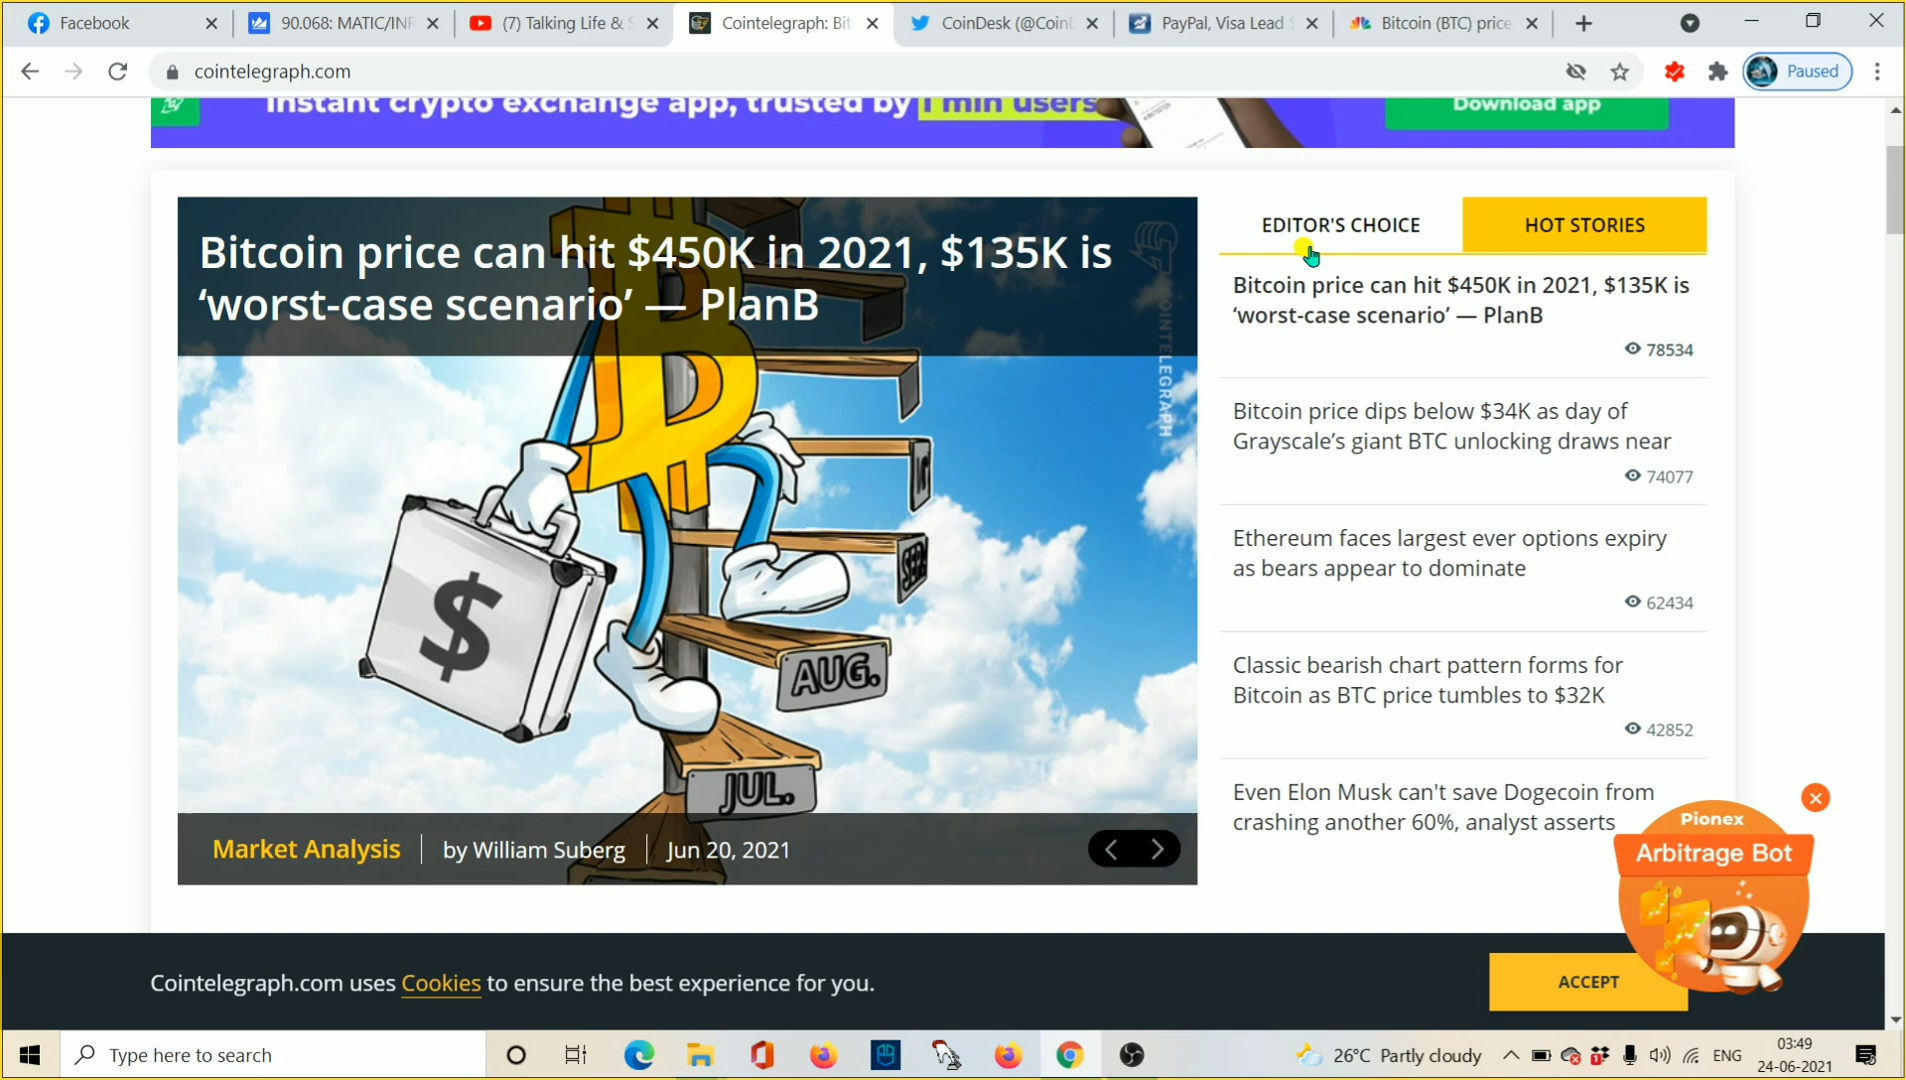 Facebook
90.068: MATIC/INR
(7) Talking Life & S
Cointelegraph: Bit
CoinDesk (@CoinD
PayPal, Visa Lead S
Bitcoin (BTC) price
cointelegraph.com
Paused
Instant crypto exchange app, trusted by 1 mln users
Download app
Bitcoin price can hit $450K in 2021, $135K is
‘worst-case scenario’ — PlanB
COINTELEGRAPH
$
SEP.
AUG.
JUL.
Market Analysis
by William Suberg
Jun 20, 2021
EDITOR'S CHOICE
HOT STORIES
Bitcoin price can hit $450K in 2021, $135K is
‘worst-case scenario’ — PlanB
78534
Bitcoin price dips below $34K as day of
Grayscale’s giant BTC unlocking draws near
74077
Ethereum faces largest ever options expiry
as bears appear to dominate
62434
Classic bearish chart pattern forms for
Bitcoin as BTC price tumbles to $32K
42852
Even Elon Musk can't save Dogecoin from
crashing another 60%, analyst asserts
Pionex
Arbitrage Bot
Cointelegraph.com uses Cookies to ensure the best experience for you.
ACCEPT
Type here to search
26°C Partly cloudy
ENG
03:49
24-06-2021